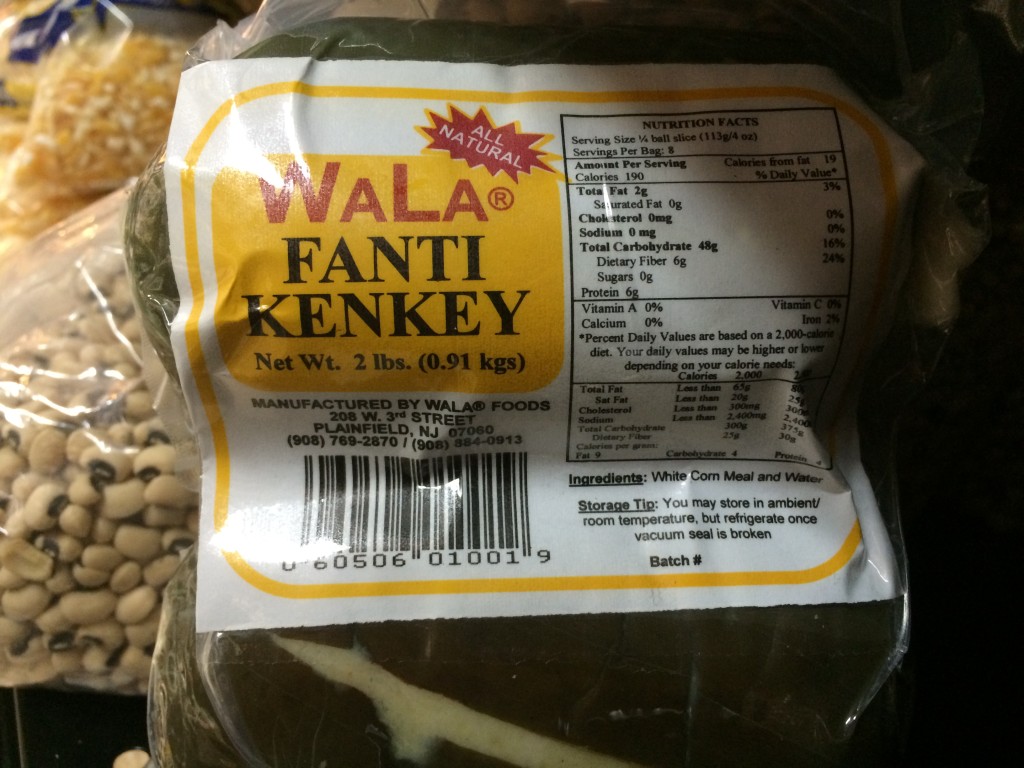 ALL
NATURAL
WALA®
FANTI
KENKEY
Net Wt. 2 lbs. (0.91 kgs)
MANUFACTURED BY WALA® FOODS
208 W. 3rd STREET
PLAINFIELD, NJ 07060
(908) 769-2870 / (908) 884-0913
0 60506 01001 9
NUTRITION FACTS
Serving Size ¼ ball slice (113g/4 oz)
Servings Per Bag: 8
Amount Per Serving Calories from fat 19
Calories 190 % Daily Value*
Total Fat 2g 3%
Saturated Fat 0g
Cholesterol 0mg 0%
Sodium 0 mg 0%
Total Carbohydrate 48g 16%
Dietary Fiber 6g 24%
Sugars 0g
Protein 6g
Vitamin A 0% Vitamin C 0%
Calcium 0% Iron 2%
*Percent Daily Values are based on a 2,000-calorie
diet. Your daily values may be higher or lower
depending on your calorie needs:
Calories 2,000
Total Fat Less than 65g
Sat Fat Less than 20g 25g
Cholesterol Less than 300mg
Sodium Less than 2,400mg
Total Carbohydrate 300g 375g
Dietary Fiber 25g 30g
Calories per gram:
Fat 9 Carbohydrate 4 Protein 4
Ingredients: White Corn Meal and Water
Storage Tip: You may store in ambient/
room temperature, but refrigerate once
vacuum seal is broken
Batch #